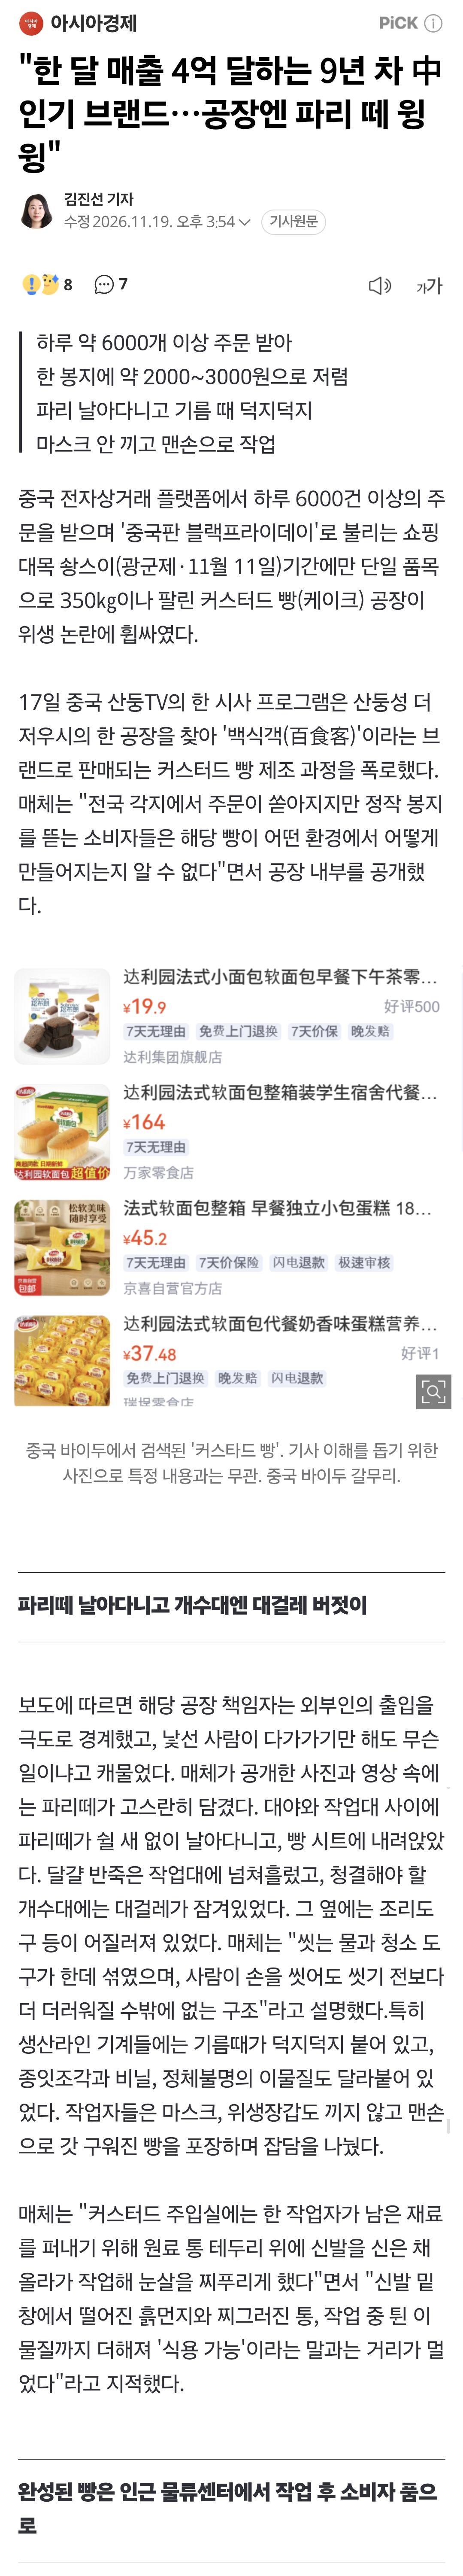 아시아경제
아시아경제
PiCK
"한 달 매출 4억 달하는 9년 차 中
인기 브랜드…공장엔 파리 떼 윙
윙"
김진선 기자
수정 2026.11.19. 오후 3:54
기사원문
8
7
가가
하루 약 6000개 이상 주문 받아
한 봉지에 약 2000~3000원으로 저렴
파리 날아다니고 기름 때 덕지덕지
마스크 안 끼고 맨손으로 작업
중국 전자상거래 플랫폼에서 하루 6000건 이상의 주
문을 받으며 '중국판 블랙프라이데이'로 불리는 쇼핑
대목 솽스이(광군제·11월 11일)기간에만 단일 품목
으로 350㎏이나 팔린 커스터드 빵(케이크) 공장이
위생 논란에 휩싸였다.
17일 중국 산둥TV의 한 시사 프로그램은 산둥성 더
저우시의 한 공장을 찾아 '백식객(百食客)'이라는 브
랜드로 판매되는 커스터드 빵 제조 과정을 폭로했다.
매체는 "전국 각지에서 주문이 쏟아지지만 정작 봉지
를 뜯는 소비자들은 해당 빵이 어떤 환경에서 어떻게
만들어지는지 알 수 없다"면서 공장 내부를 공개했
다.
达利园法式小面包软面包早餐下午茶零...
¥19.9
好评500
7天无理由 免费上门退换 7天价保 晚发赔
达利集团旗舰店
达利园法式软面包整箱装学生宿舍代餐...
¥164
7天无理由
万家零食店
达利园软面包 超值价
法式软面包整箱 早餐独立小包蛋糕 18...
¥45.2
7天无理由 7天价保险 闪电退款 极速审核
京喜自营官方店
松软美味
随时享受
包邮
达利园法式软面包代餐奶香味蛋糕营养...
¥37.48
好评1
免费上门退换 晚发赔 闪电退款
瑞提零食店
중국 바이두에서 검색된 '커스타드 빵'. 기사 이해를 돕기 위한
사진으로 특정 내용과는 무관. 중국 바이두 갈무리.
파리떼 날아다니고 개수대엔 대걸레 버젓이
보도에 따르면 해당 공장 책임자는 외부인의 출입을
극도로 경계했고, 낯선 사람이 다가가기만 해도 무슨
일이냐고 캐물었다. 매체가 공개한 사진과 영상 속에
는 파리떼가 고스란히 담겼다. 대야와 작업대 사이에
파리떼가 쉴 새 없이 날아다니고, 빵 시트에 내려앉았
다. 달걀 반죽은 작업대에 넘쳐흘렀고, 청결해야 할
개수대에는 대걸레가 잠겨있었다. 그 옆에는 조리도
구 등이 어질러져 있었다. 매체는 "씻는 물과 청소 도
구가 한데 섞였으며, 사람이 손을 씻어도 씻기 전보다
더 더러워질 수밖에 없는 구조"라고 설명했다.특히
생산라인 기계들에는 기름때가 덕지덕지 붙어 있고,
종잇조각과 비닐, 정체불명의 이물질도 달라붙어 있
었다. 작업자들은 마스크, 위생장갑도 끼지 않고 맨손
으로 갓 구워진 빵을 포장하며 잡담을 나눴다.
매체는 "커스터드 주입실에는 한 작업자가 남은 재료
를 퍼내기 위해 원료 통 테두리 위에 신발을 신은 채
올라가 작업해 눈살을 찌푸리게 했다"면서 "신발 밑
창에서 떨어진 흙먼지와 찌그러진 통, 작업 중 튄 이
물질까지 더해져 '식용 가능'이라는 말과는 거리가 멀
었다"라고 지적했다.
완성된 빵은 인근 물류센터에서 작업 후 소비자 품으
로